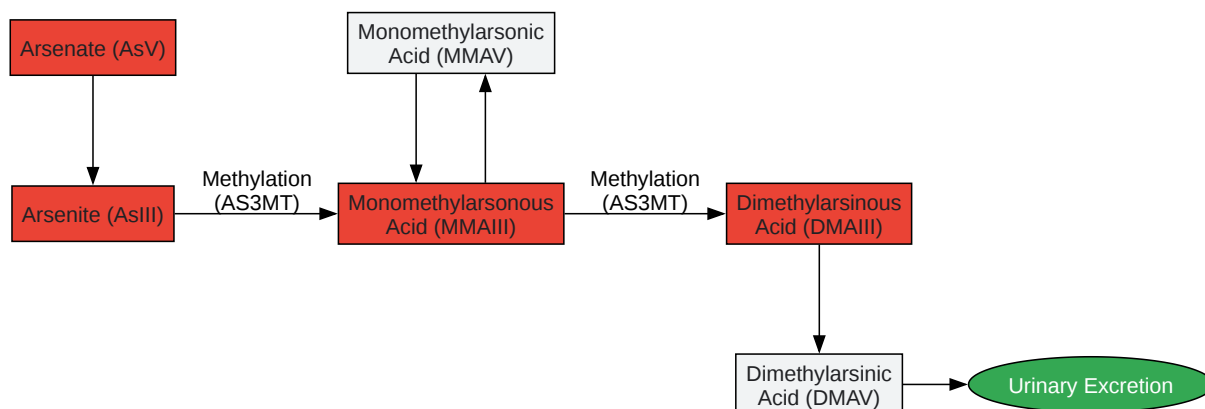 Arsenate (AsV)
Monomethylarsonic
Acid (MMAV)
Arsenite (AsIII)
Methylation
(AS3MT)
Monomethylarsonous
Acid (MMAIII)
Methylation
(AS3MT)
Dimethylarsinous
Acid (DMAIII)
Dimethylarsinic
Acid (DMAV)
Urinary Excretion